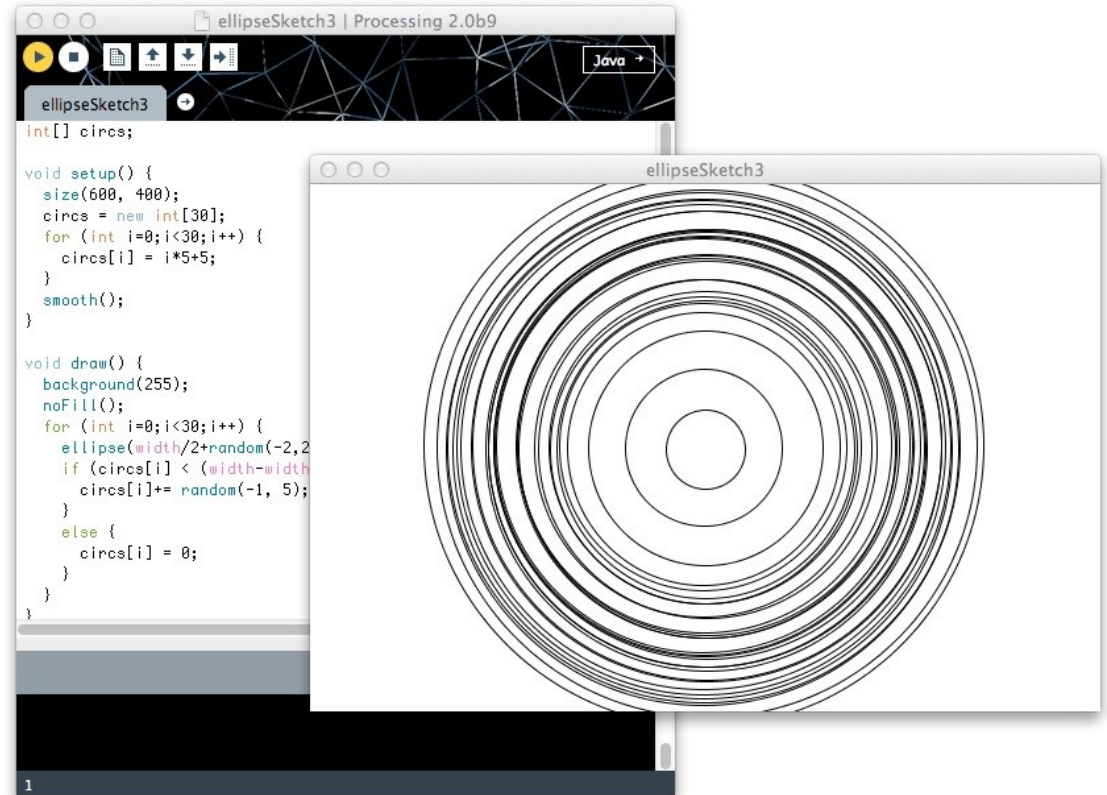 ellipseSketch3 | Processing 2.0b9
Java
ellipseSketch3
int[] circs;
void setup() {
  size(600, 400);
  circs = new int[30];
  for (int i=0;i<30;i++) {
    circs[i] = i*5+5;
  }
  smooth();
}
void draw() {
  background(255);
  noFill();
  for (int i=0;i<30;i++) {
    ellipse(width/2+random(-2,2
    if (circs[i] < (width-width
      circs[i]+= random(-1, 5);
    }
    else {
      circs[i] = 0;
    }
  }
}
1
ellipseSketch3